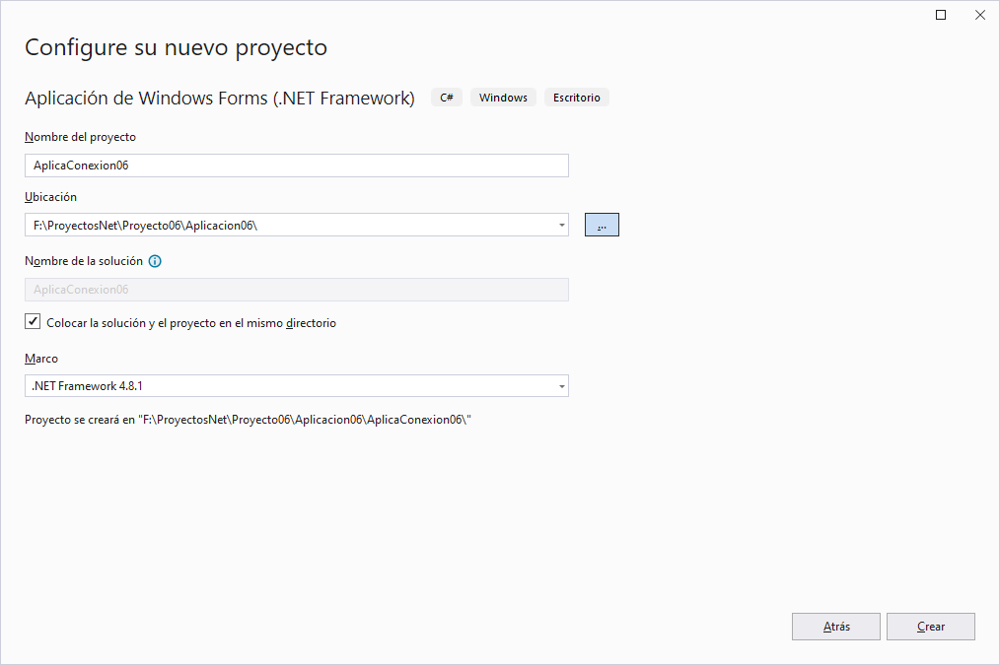 Configure su nuevo proyecto
Aplicación de Windows Forms (.NET Framework) C# Windows Escritorio
Nombre del proyecto
AplicaConexion06
Ubicación
F:\ProyectosNet\Proyecto06\Aplicacion06\
...
Nombre de la solución
AplicaConexion06
Colocar la solución y el proyecto en el mismo directorio
Marco
.NET Framework 4.8.1
Proyecto se creará en "F:\ProyectosNet\Proyecto06\Aplicacion06\AplicaConexion06\"
Atrás Crear